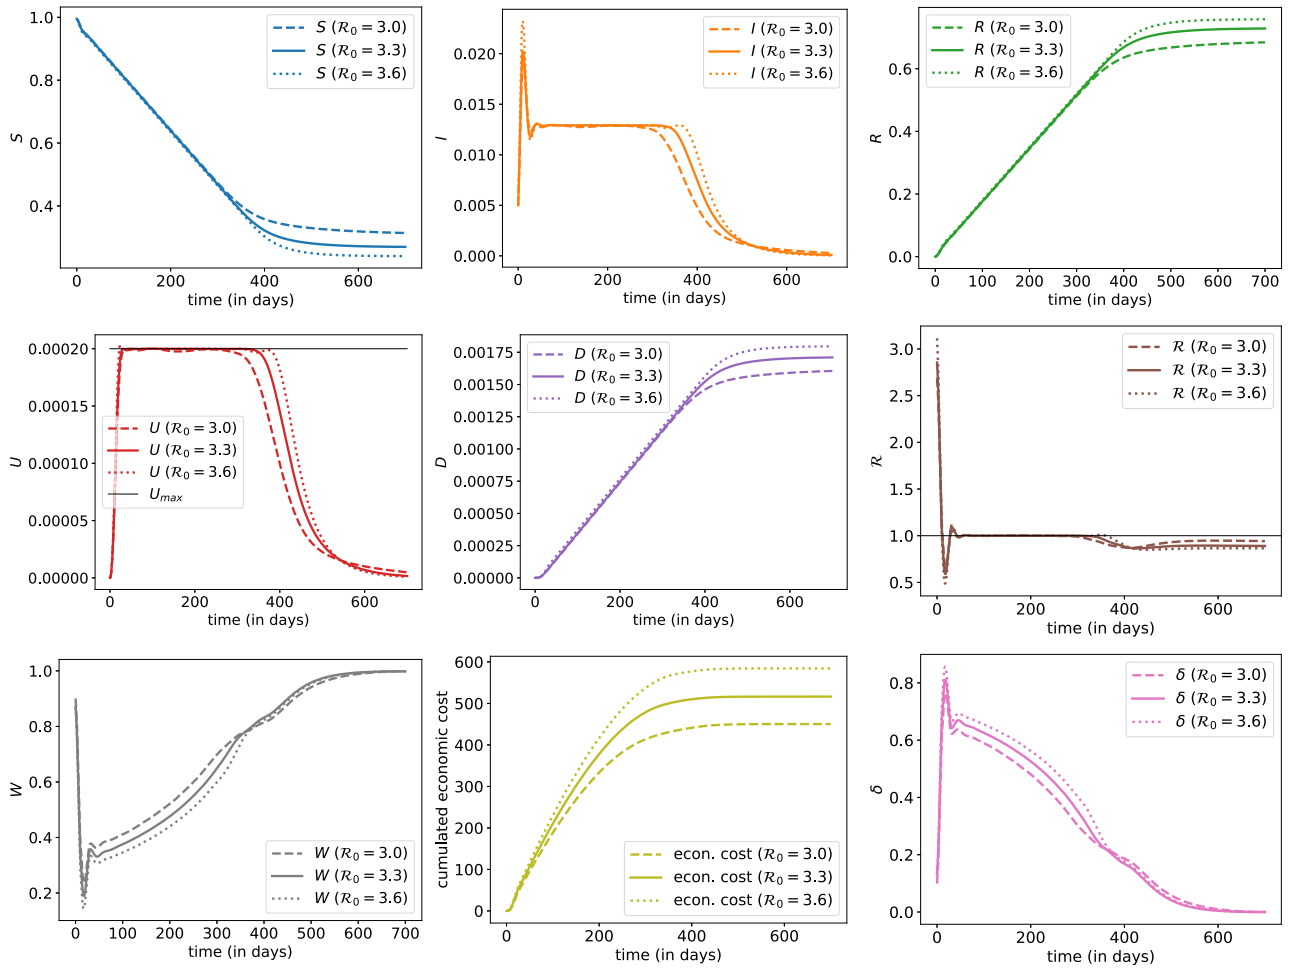 1.0
0.8
0.6
0.4
S
0
200
400
600
time (in days)
S (ℛ₀ = 3.0)
S (ℛ₀ = 3.3)
S (ℛ₀ = 3.6)
0.020
0.015
0.010
0.005
0.000
I
0
200
400
600
time (in days)
I (ℛ₀ = 3.0)
I (ℛ₀ = 3.3)
I (ℛ₀ = 3.6)
0.6
0.4
0.2
0.0
R
0
100
200
300
400
500
600
700
time (in days)
R (ℛ₀ = 3.0)
R (ℛ₀ = 3.3)
R (ℛ₀ = 3.6)
0.00020
0.00015
0.00010
0.00005
0.00000
U
0
200
400
600
time (in days)
U (ℛ₀ = 3.0)
U (ℛ₀ = 3.3)
U (ℛ₀ = 3.6)
Uₘₐₓ
0.00175
0.00150
0.00125
0.00100
0.00075
0.00050
0.00025
0.00000
D
0
200
400
600
time (in days)
D (ℛ₀ = 3.0)
D (ℛ₀ = 3.3)
D (ℛ₀ = 3.6)
3.0
2.5
2.0
1.5
1.0
0.5
ℛ
0
200
400
600
time (in days)
ℛ (ℛ₀ = 3.0)
ℛ (ℛ₀ = 3.3)
ℛ (ℛ₀ = 3.6)
1.0
0.8
0.6
0.4
0.2
W
0
100
200
300
400
500
600
700
time (in days)
W (ℛ₀ = 3.0)
W (ℛ₀ = 3.3)
W (ℛ₀ = 3.6)
600
500
400
300
200
100
0
cumulated economic cost
0
200
400
600
time (in days)
econ. cost (ℛ₀ = 3.0)
econ. cost (ℛ₀ = 3.3)
econ. cost (ℛ₀ = 3.6)
0.8
0.6
0.4
0.2
0.0
δ
0
200
400
600
time (in days)
δ (ℛ₀ = 3.0)
δ (ℛ₀ = 3.3)
δ (ℛ₀ = 3.6)